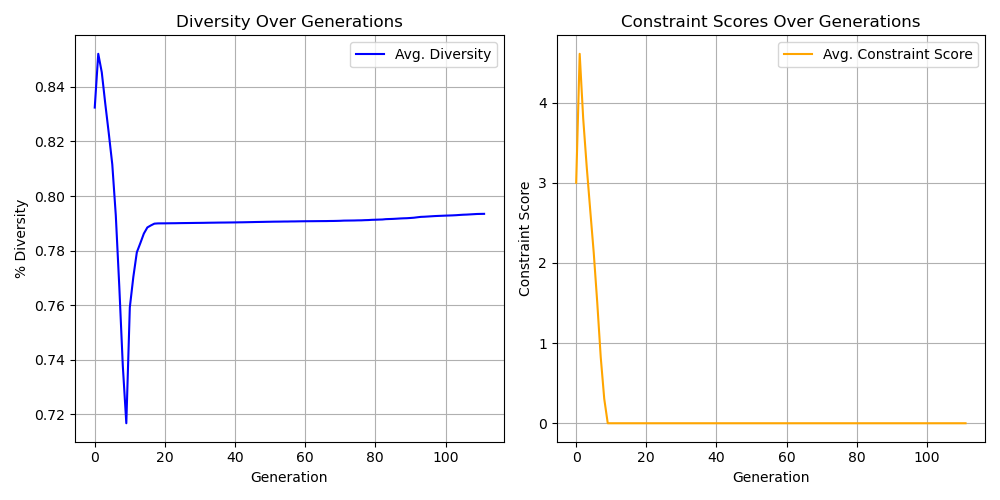 Diversity Over Generations
Avg. Diversity
% Diversity
0.84
0.82
0.80
0.78
0.76
0.74
0.72
0 20 40 60 80 100
Generation
Constraint Scores Over Generations
Avg. Constraint Score
Constraint Score
4
3
2
1
0
0 20 40 60 80 100
Generation